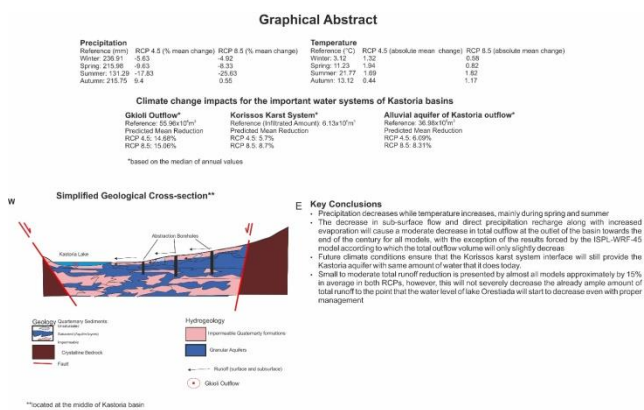 Graphical Abstract
Precipitation
Reference (mm) RCP 4.5 (% mean change) RCP 8.5 (% mean change)
Winter: 236.91 -5.63 -4.92
Spring: 215.98 -9.63 -8.33
Summer: 131.29 -17.83 -25.63
Autumn: 215.75 9.4 0.55
Temperature
Reference (°C) RCP 4.5 (absolute mean change) RCP 8.5 (absolute mean change)
Winter: 3.12 1.32 0.58
Spring: 11.23 1.94 0.82
Summer: 21.77 1.69 1.82
Autumn: 13.12 0.44 1.17
Climate change impacts for the important water systems of Kastoria basins
Gkioli Outflow*
Reference: 55.96x10⁶m³
Predicted Mean Reduction
RCP 4.5: 14.68%
RCP 8.5: 15.06%
Korissos Karst System*
Reference (Infiltrated Amount): 6.13x10⁶m³
Predicted Mean Reduction
RCP 4.5: 5.7%
RCP 8.5: 8.7%
Alluvial aquifer of Kastoria outflow*
Reference: 36.98x10⁶m³
Predicted Mean Reduction
RCP 4.5: 6.09%
RCP 8.5: 8.31%
*based on the median of annual values
Simplified Geological Cross-section**
W
E
Abstraction Boreholes
Kastoria Lake
Geology
Quarternary Sediments
Impermeable
Crystalline Bedrock
Fault
Hydrogeology
Impermeable Quaternary formations
Granular Aquifers
Runoff (surface and subsurface)
Gkioli Outflow
**located at the middle of Kastoria basin
Key Conclusions
• Precipitation decreases while temperature increases, mainly during spring and summer
• The decrease in sub-surface flow and direct precipitation recharge along with increased
evaporation will cause a moderate decrease in total outflow at the outlet of the basin towards the
end of the century for all models, with the exception of the results forced by the ISPL-WRF-45
model according to which the total outflow volume will only slightly decreas
• Future climate conditions ensure that the Korissos karst system interface will still provide the
Kastoria aquifer with same amount of water that it does today.
• Small to moderate total runoff reduction is presented by almost all models approximately by 15%
in average in both RCPs, however, this will not severely decrease the already ample amount of
total runoff to the point that the water level of lake Orestiada will start to decrease even with proper
management